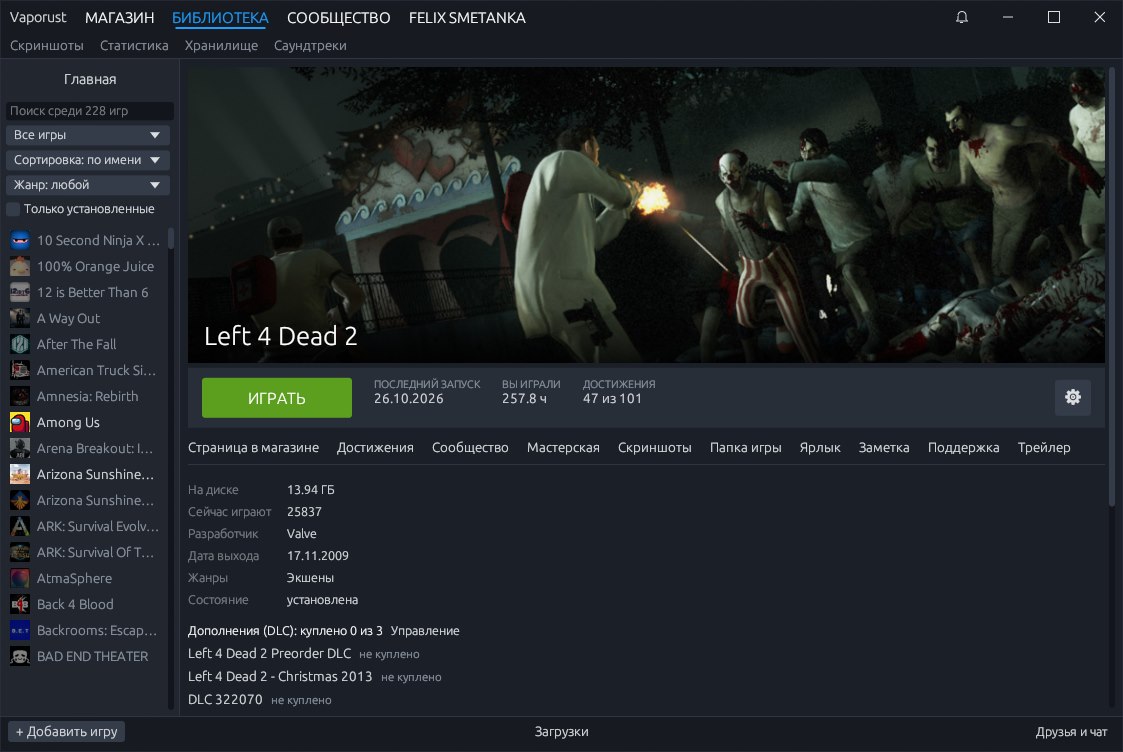 Vaporust МАГАЗИН БИБЛИОТЕКА СООБЩЕСТВО FELIX SMETANKA
Скриншоты Статистика Хранилище Саундтреки
Главная
Поиск среди 228 игр
Все игры
Сортировка: по имени
Жанр: любой
Только установленные
10 Second Ninja X ...
100% Orange Juice
12 is Better Than 6
A Way Out
After The Fall
American Truck Si...
Amnesia: Rebirth
Among Us
Arena Breakout: I...
Arizona Sunshine...
Arizona Sunshine...
ARK: Survival Evolv...
ARK: Survival Of T...
AtmaSphere
Back 4 Blood
Backrooms: Escap...
BAD END THEATER
+ Добавить игру
Left 4 Dead 2
ИГРАТЬ
ПОСЛЕДНИЙ ЗАПУСК ВЫ ИГРАЛИ ДОСТИЖЕНИЯ
26.10.2026 257.8 ч 47 из 101
Страница в магазине Достижения Сообщество Мастерская Скриншоты Папка игры Ярлык Заметка Поддержка Трейлер
На диске 13.94 ГБ
Сейчас играют 25837
Разработчик Valve
Дата выхода 17.11.2009
Жанры Экшены
Состояние установлена
Дополнения (DLC): куплено 0 из 3 Управление
Left 4 Dead 2 Preorder DLC не куплено
Left 4 Dead 2 - Christmas 2013 не куплено
DLC 322070 не куплено
Загрузки
Друзья и чат